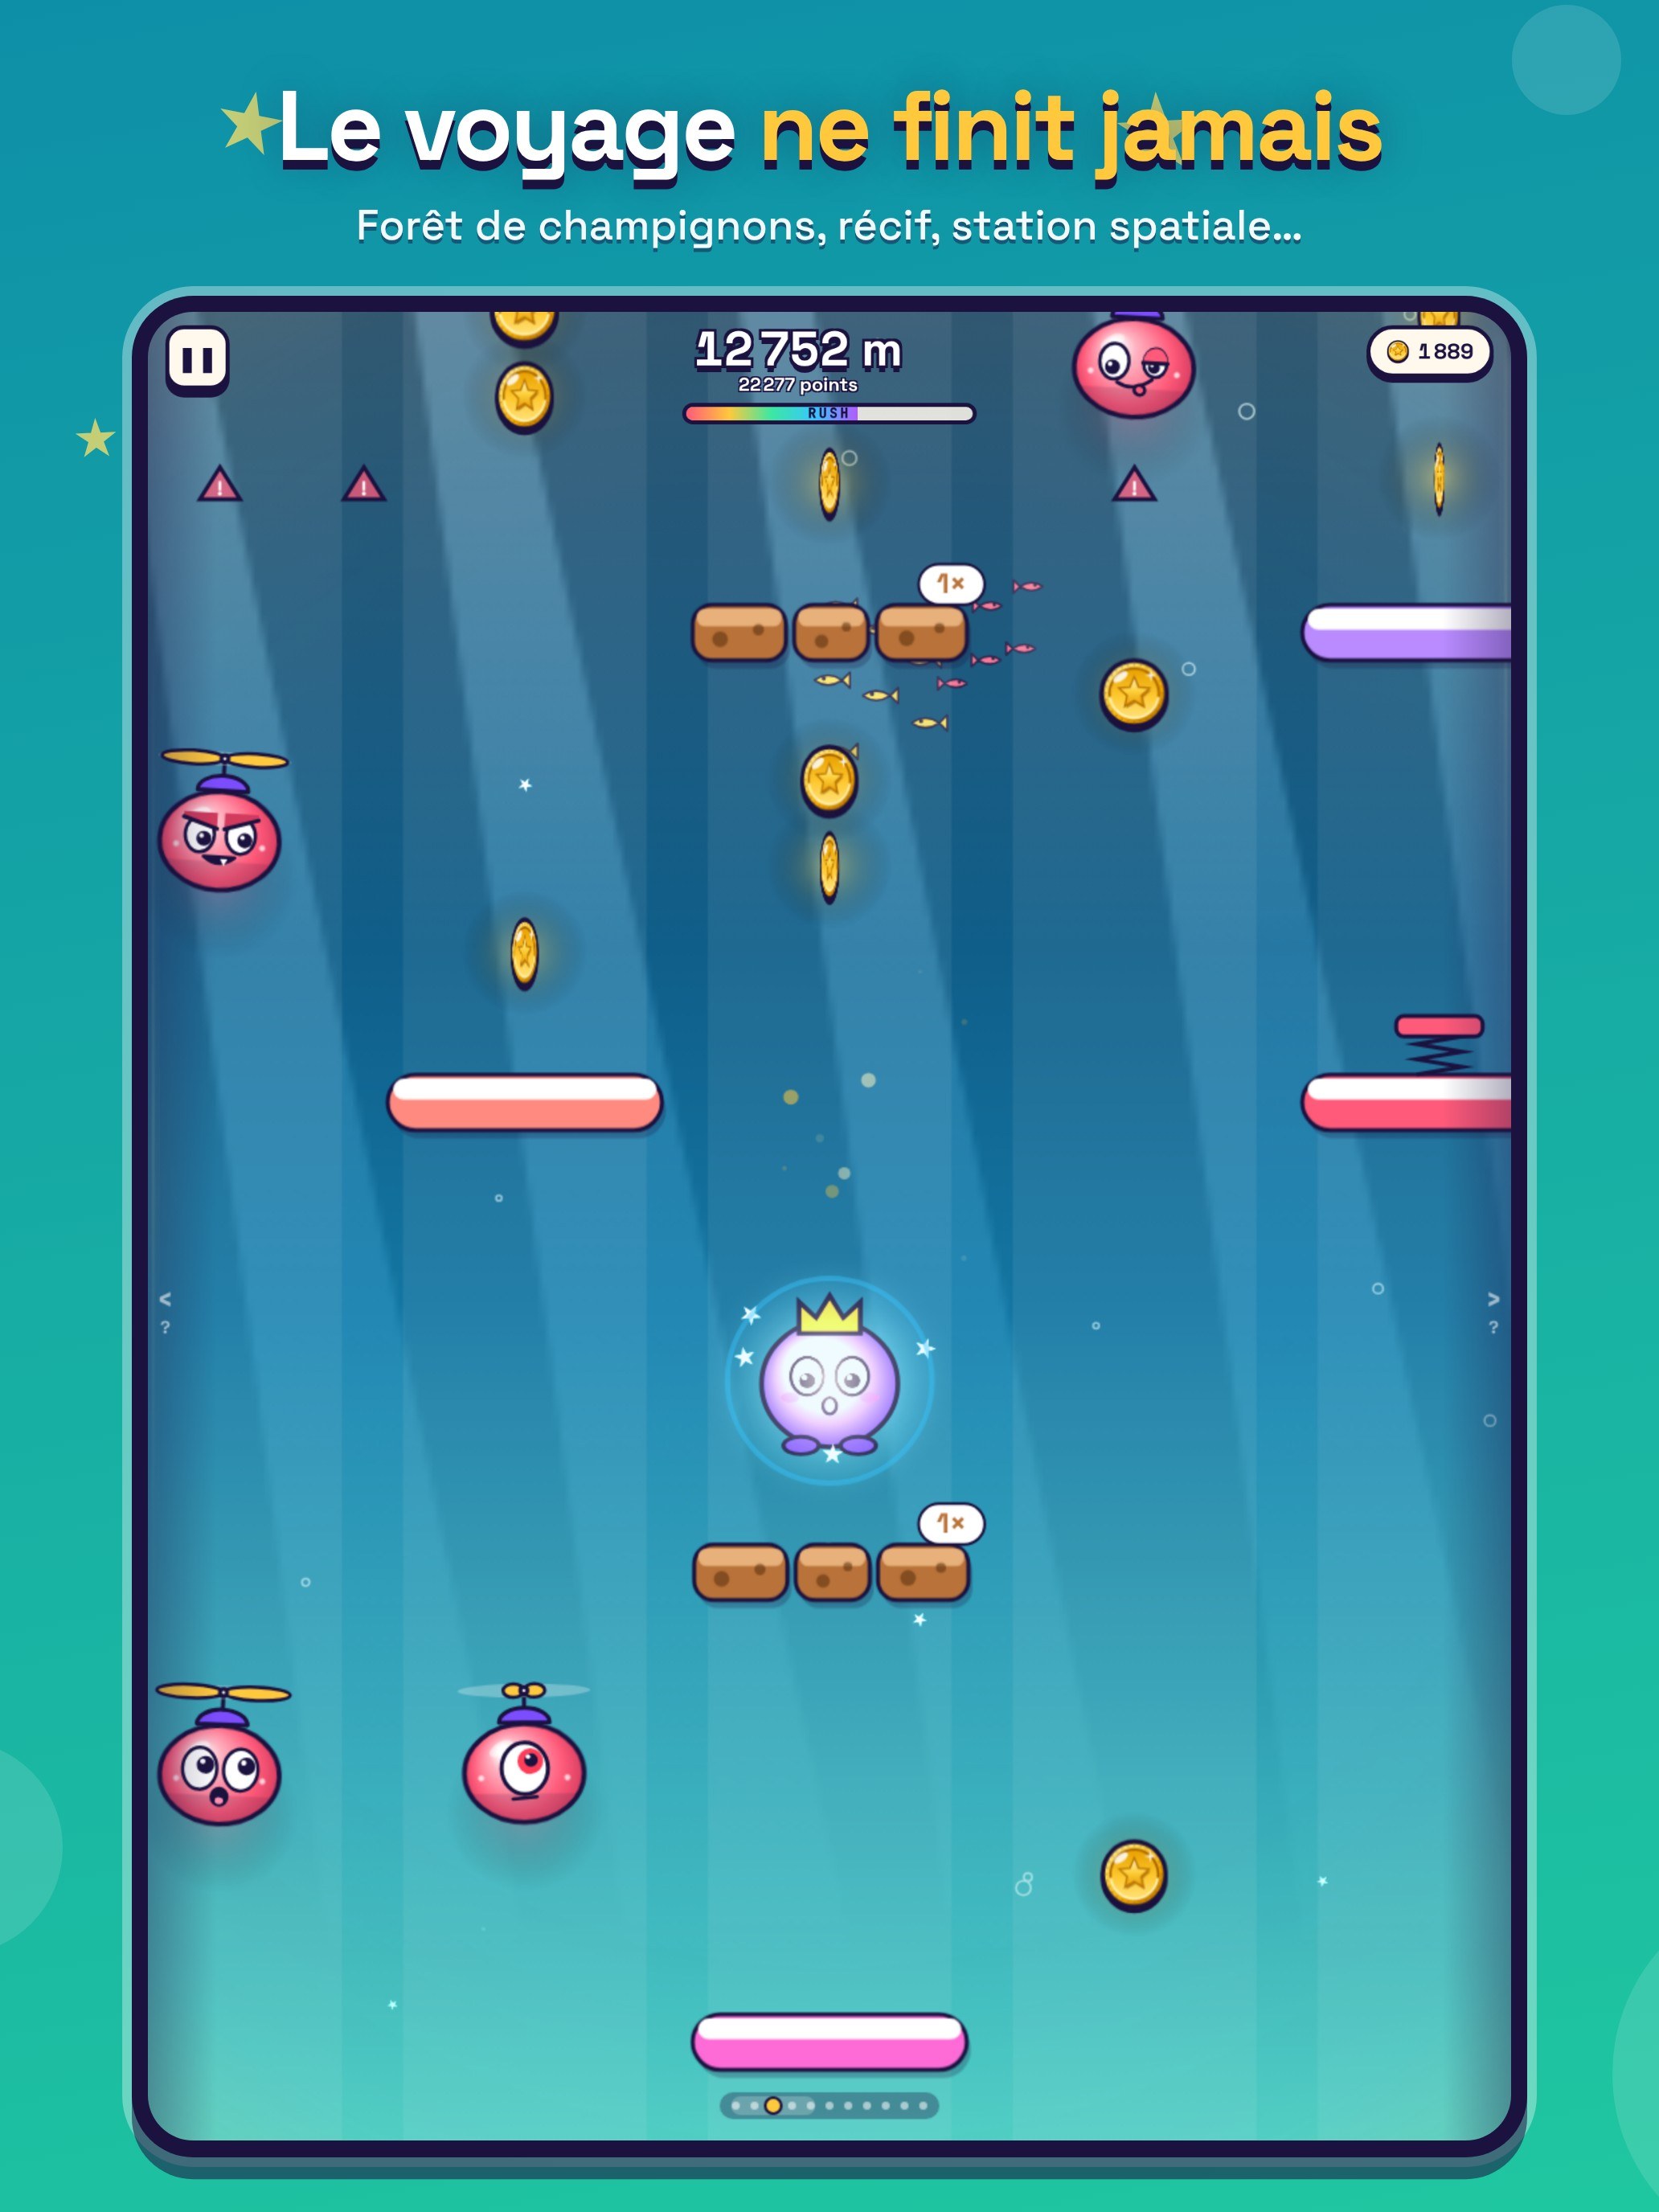 Le voyage ne finit jamais
Forêt de champignons, récif, station spatiale...
12 752 m
22 277 points
RUSH
1 889
!
!
!
1×
<
?
>
?
1×